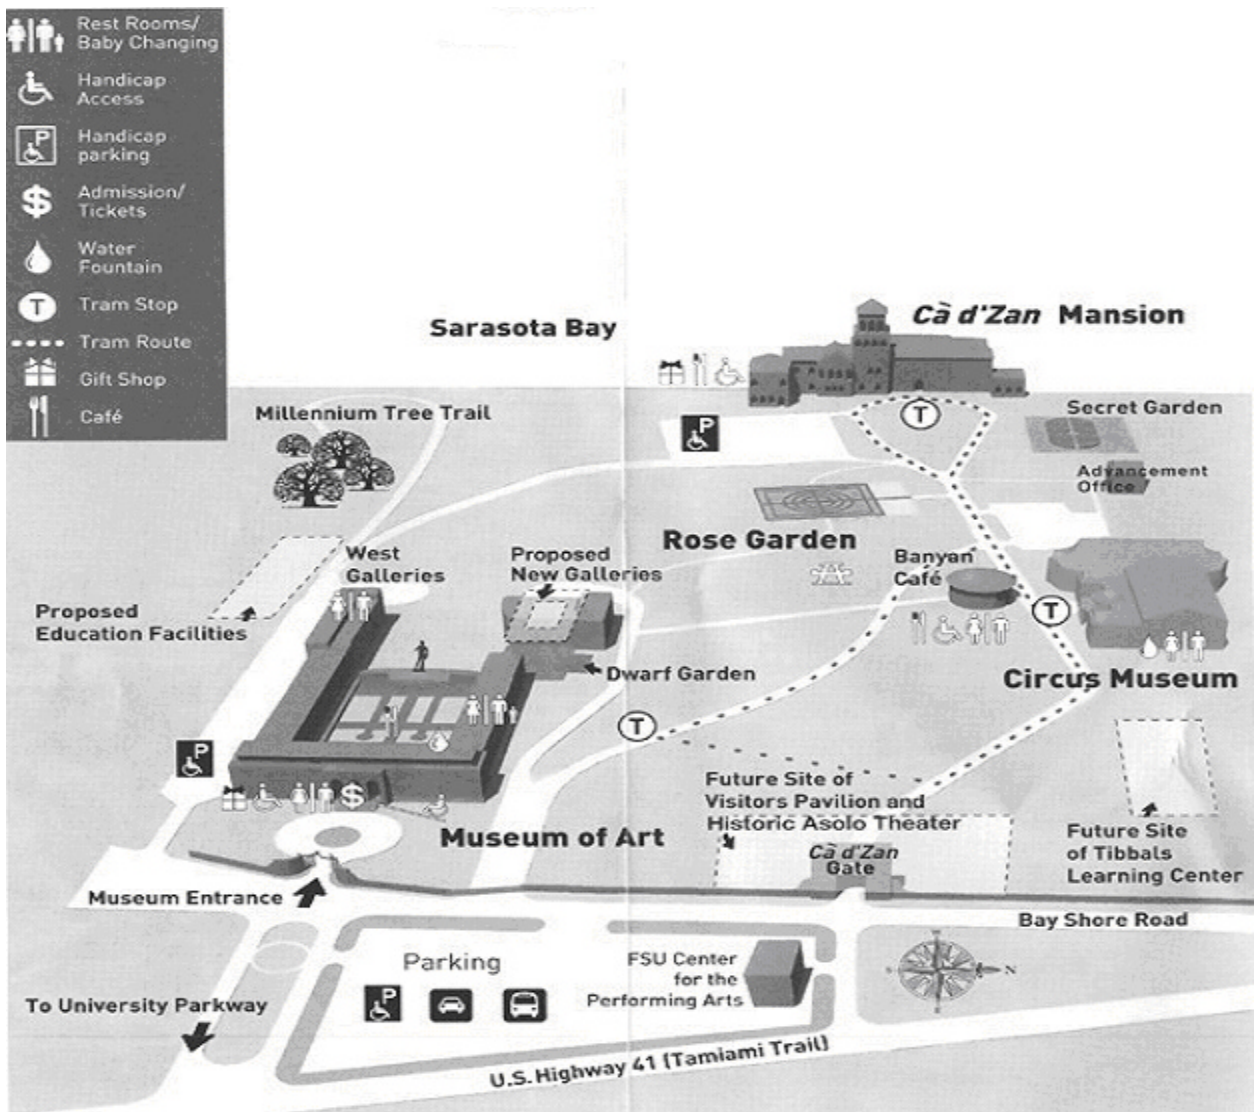 Rest Rooms/
Baby Changing
Handicap
Access
P
Handicap
parking
$
Admission/
Tickets
Water
Fountain
T
Tram Stop
Tram Route
Gift Shop
Café
Sarasota Bay
Cà d'Zan Mansion
Millennium Tree Trail
P
T
Secret Garden
Advancement
Office
Rose Garden
West
Galleries
Proposed
New Galleries
Banyan
Café
Proposed
Education Facilities
T
Dwarf Garden
Circus Museum
T
P
Future Site of
Visitors Pavilion and
Historic Asolo Theater
$
Museum of Art
Cà d'Zan
Gate
Future Site
of Tibbals
Learning Center
Museum Entrance
Bay Shore Road
Parking
P
FSU Center
for the
Performing Arts
N
To University Parkway
U.S. Highway 41 (Tamiami Trail)